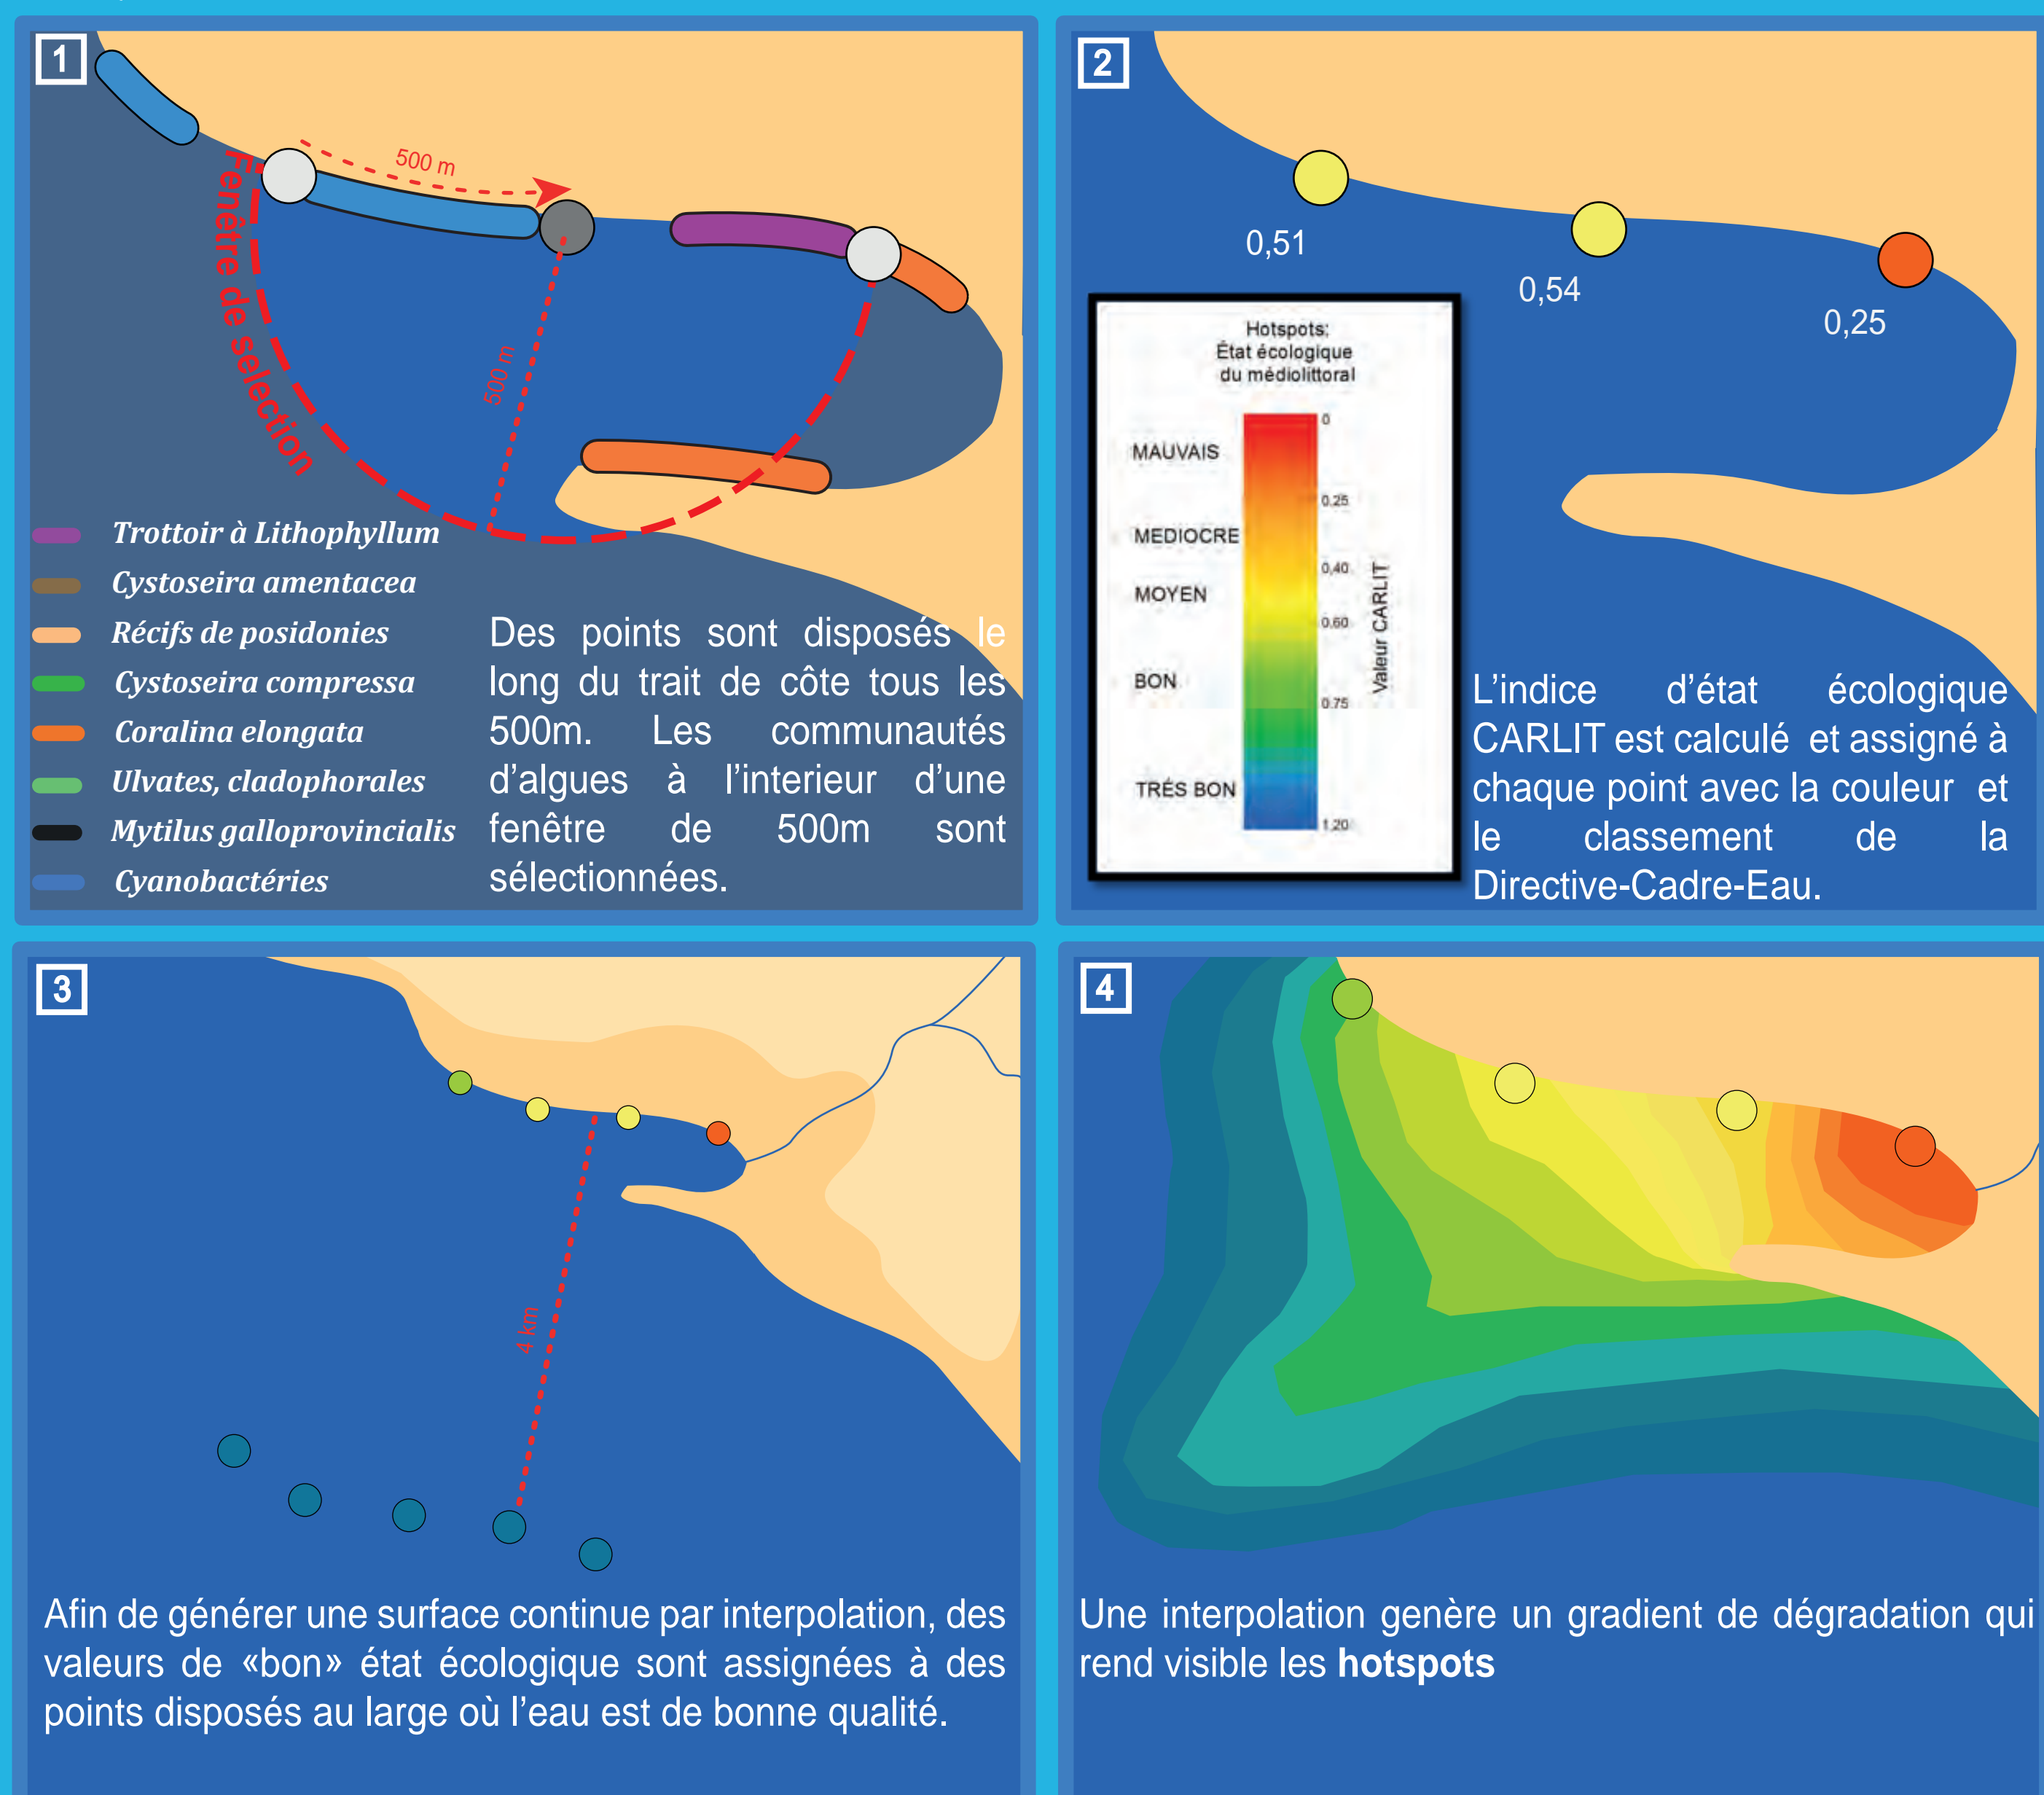 1
500 m
Fenêtre de selection
500 m
Trottoir à Lithophyllum
Cystoseira amentacea
Récifs de posidonies
Cystoseira compressa
Coralina elongata
Ulvates, cladophorales
Mytilus galloprovincialis
Cyanobactéries
Des points sont disposés le
long du trait de côte tous les
500m. Les communautés
d'algues à l'interieur d'une
fenêtre de 500m sont
sélectionnées.
2
0,51
0,54
0,25
Hotspots:
État écologique
du médiolittoral
MAUVAIS
MEDIOCRE
MOYEN
BON
TRÉS BON
0
0.25
0,40
0.60
0.75
1,20
Valeur CARLIT
L'indice d'état écologique
CARLIT est calculé et assigné à
chaque point avec la couleur et
le classement de la
Directive-Cadre-Eau.
3
4 km
Afin de générer une surface continue par interpolation, des
valeurs de «bon» état écologique sont assignées à des
points disposés au large où l'eau est de bonne qualité.
4
Une interpolation genère un gradient de dégradation qui
rend visible les hotspots